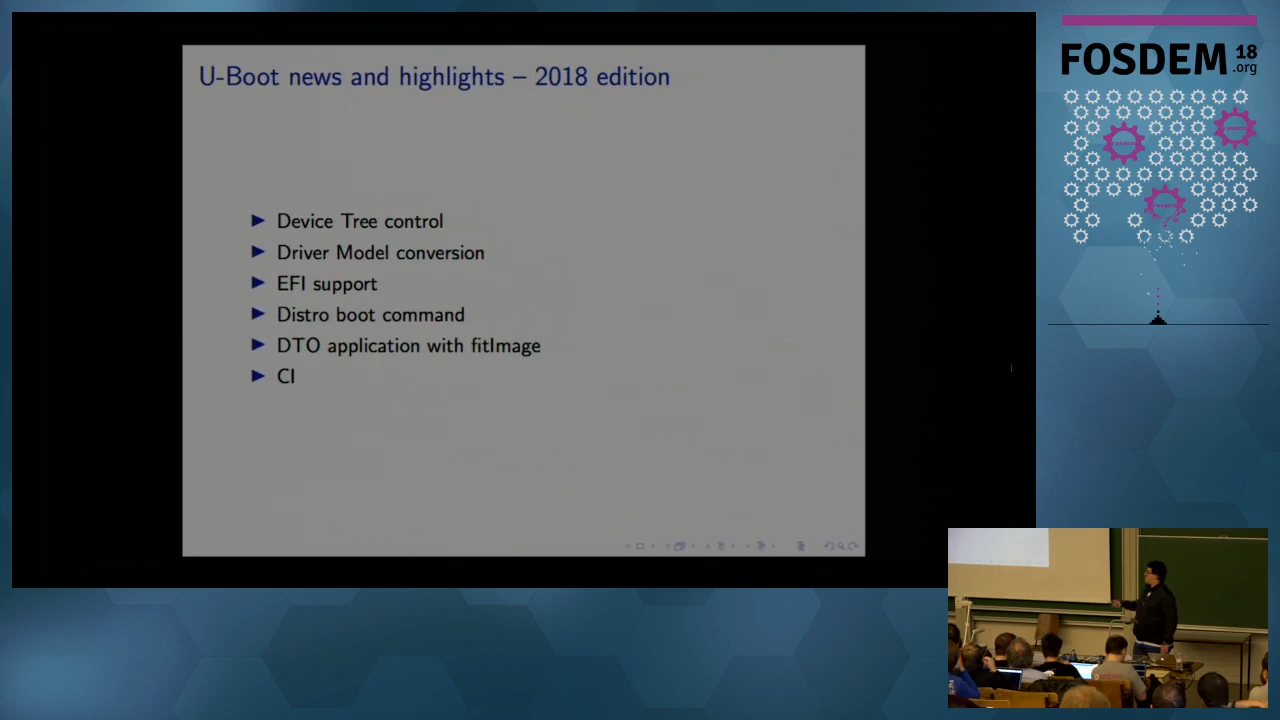 U-Boot news and highlights – 2018 edition
Device Tree control
Driver Model conversion
EFI support
Distro boot command
DTO application with fitImage
CI
FOSDEM 18
.org